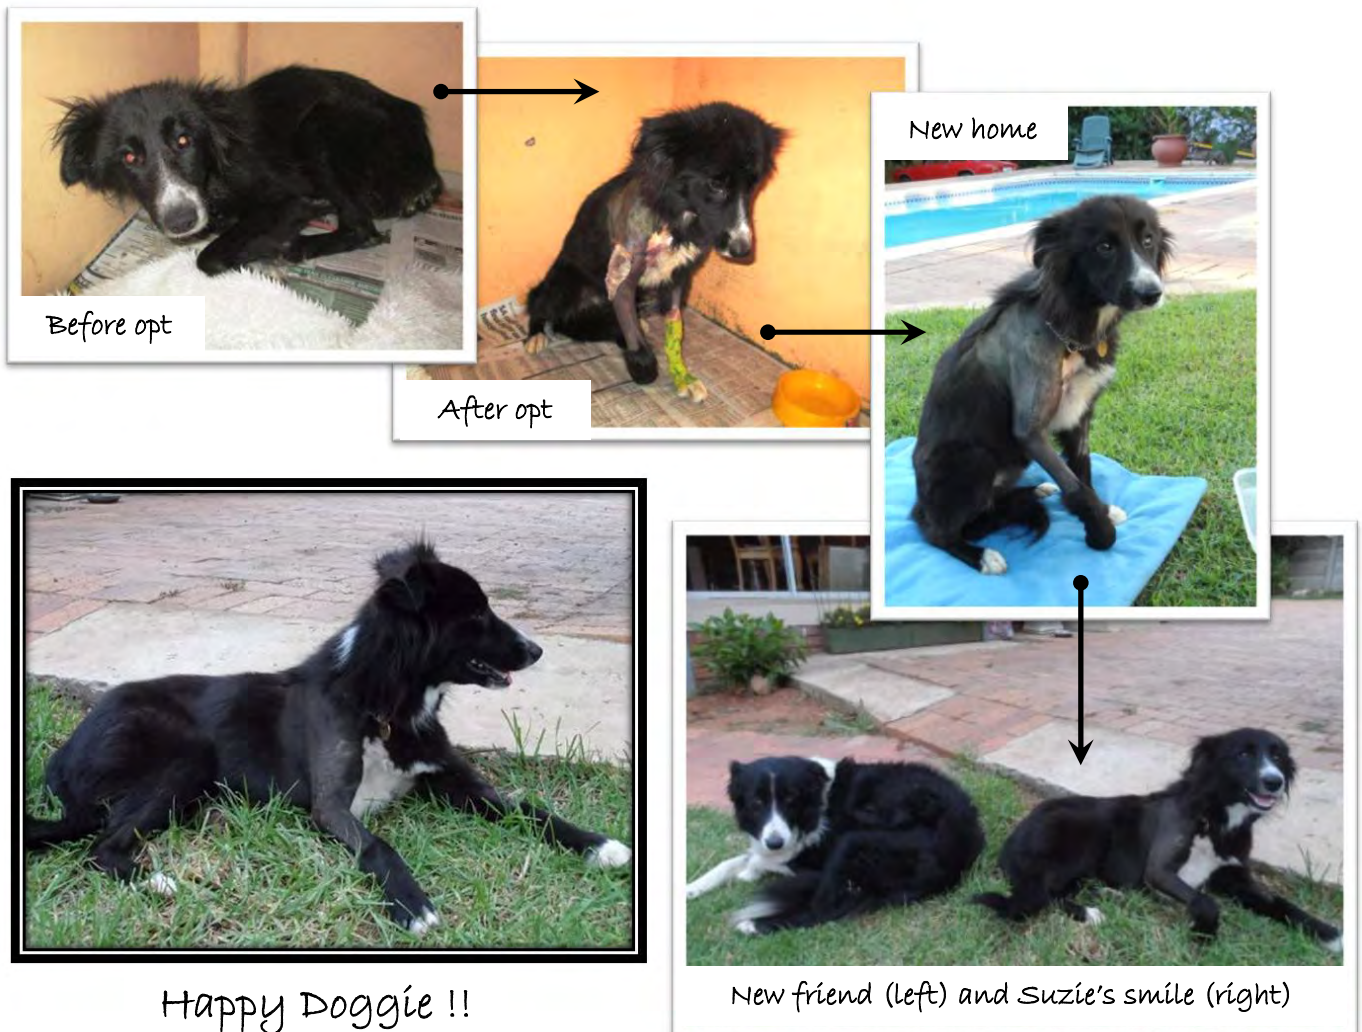 Before opt
After opt
New home
Happy Doggie !!
New friend (left) and Suzie's smile (right)